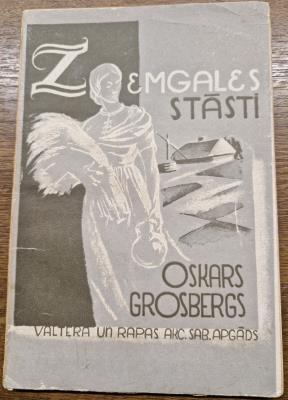 ZEMGALES
STĀSTI
OSKARS
GROSBERGS
VALTERA UN RAPAS AKC. SAB. APGĀDS